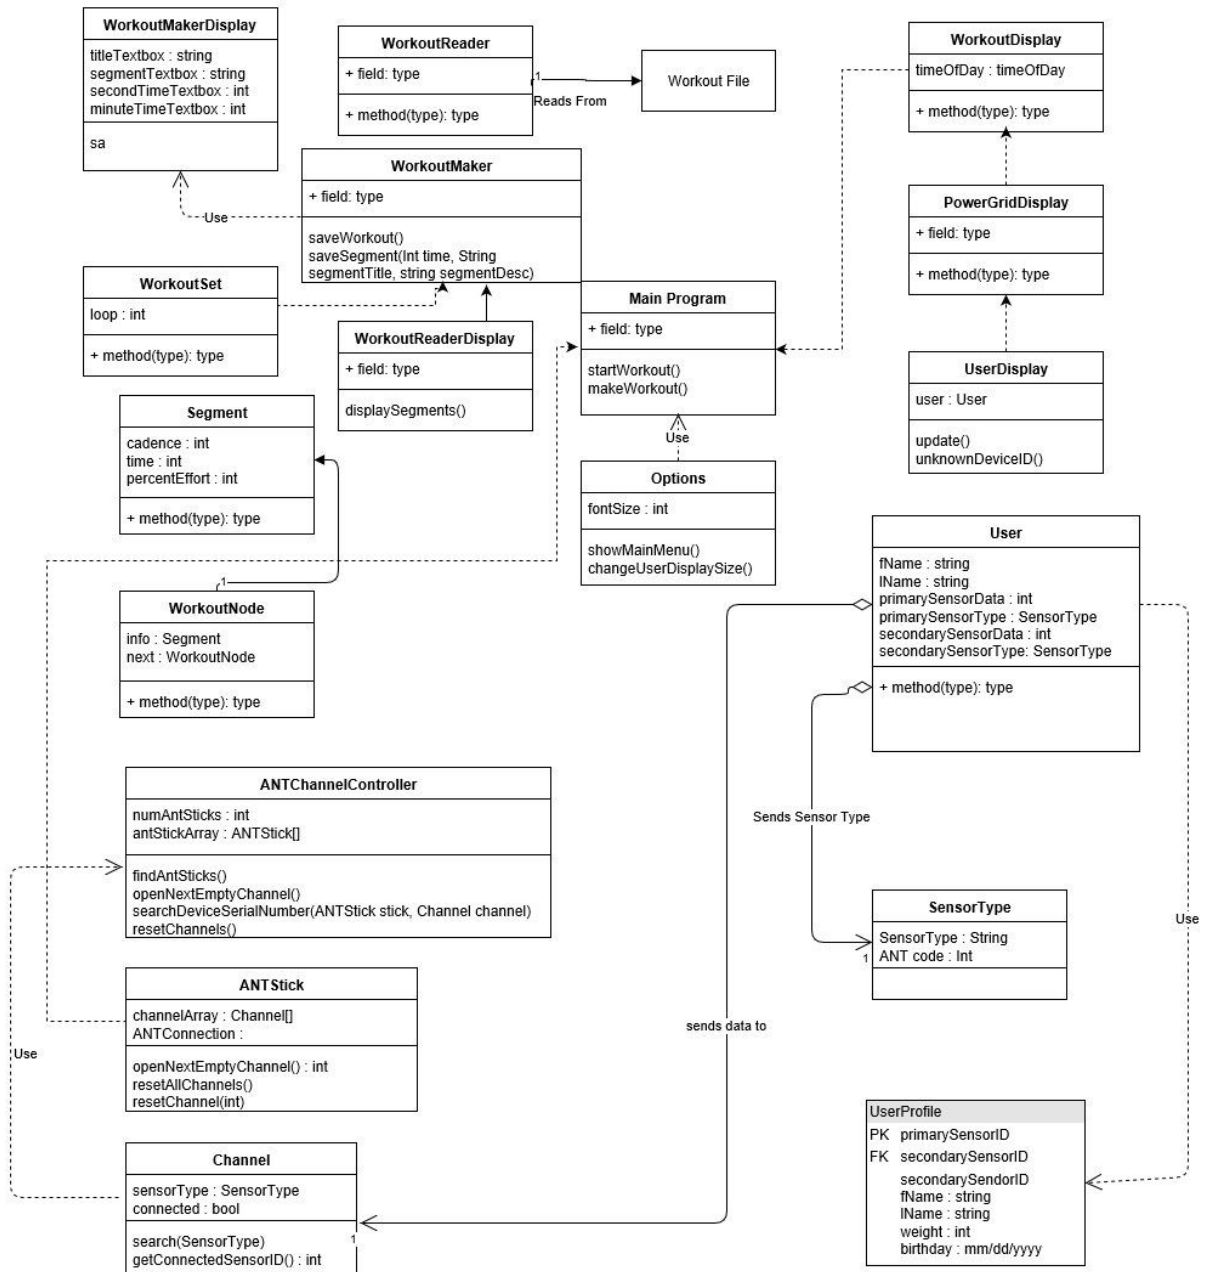 WorkoutMakerDisplay
titleTextbox : string
segmentTextbox : string
secondTimeTextbox : int
minuteTimeTextbox : int
sa
WorkoutReader
+ field: type
+ method(type): type
1
Reads From
Workout File
WorkoutDisplay
timeOfDay : timeOfDay
+ method(type): type
WorkoutMaker
+ field: type
saveWorkout()
saveSegment(Int time, String
segmentTitle, string segmentDesc)
Use
PowerGridDisplay
+ field: type
+ method(type): type
WorkoutSet
loop : int
+ method(type): type
WorkoutReaderDisplay
+ field: type
displaySegments()
Main Program
+ field: type
startWorkout()
makeWorkout()
Use
UserDisplay
user : User
update()
unknownDeviceID()
Segment
cadence : int
time : int
percentEffort : int
+ method(type): type
Options
fontSize : int
showMainMenu()
changeUserDisplaySize()
User
fName : string
lName : string
primarySensorData : int
primarySensorType : SensorType
secondarySensorData : int
secondarySensorType: SensorType
+ method(type): type
1
WorkoutNode
info : Segment
next : WorkoutNode
+ method(type): type
ANTChannelController
numAntSticks : int
antStickArray : ANTStick[]
findAntSticks()
openNextEmptyChannel()
searchDeviceSerialNumber(ANTStick stick, Channel channel)
resetChannels()
Sends Sensor Type
SensorType
SensorType : String
ANT code : Int
1
Use
ANTStick
channelArray : Channel[]
ANTConnection :
openNextEmptyChannel() : int
resetAllChannels()
resetChannel(int)
sends data to
Use
UserProfile
PK primarySensorID
FK secondarySensorID
secondarySendorID
fName : string
lName : string
weight : int
birthday : mm/dd/yyyy
Channel
sensorType : SensorType
connected : bool
search(SensorType)
getConnectedSensorID() : int
1